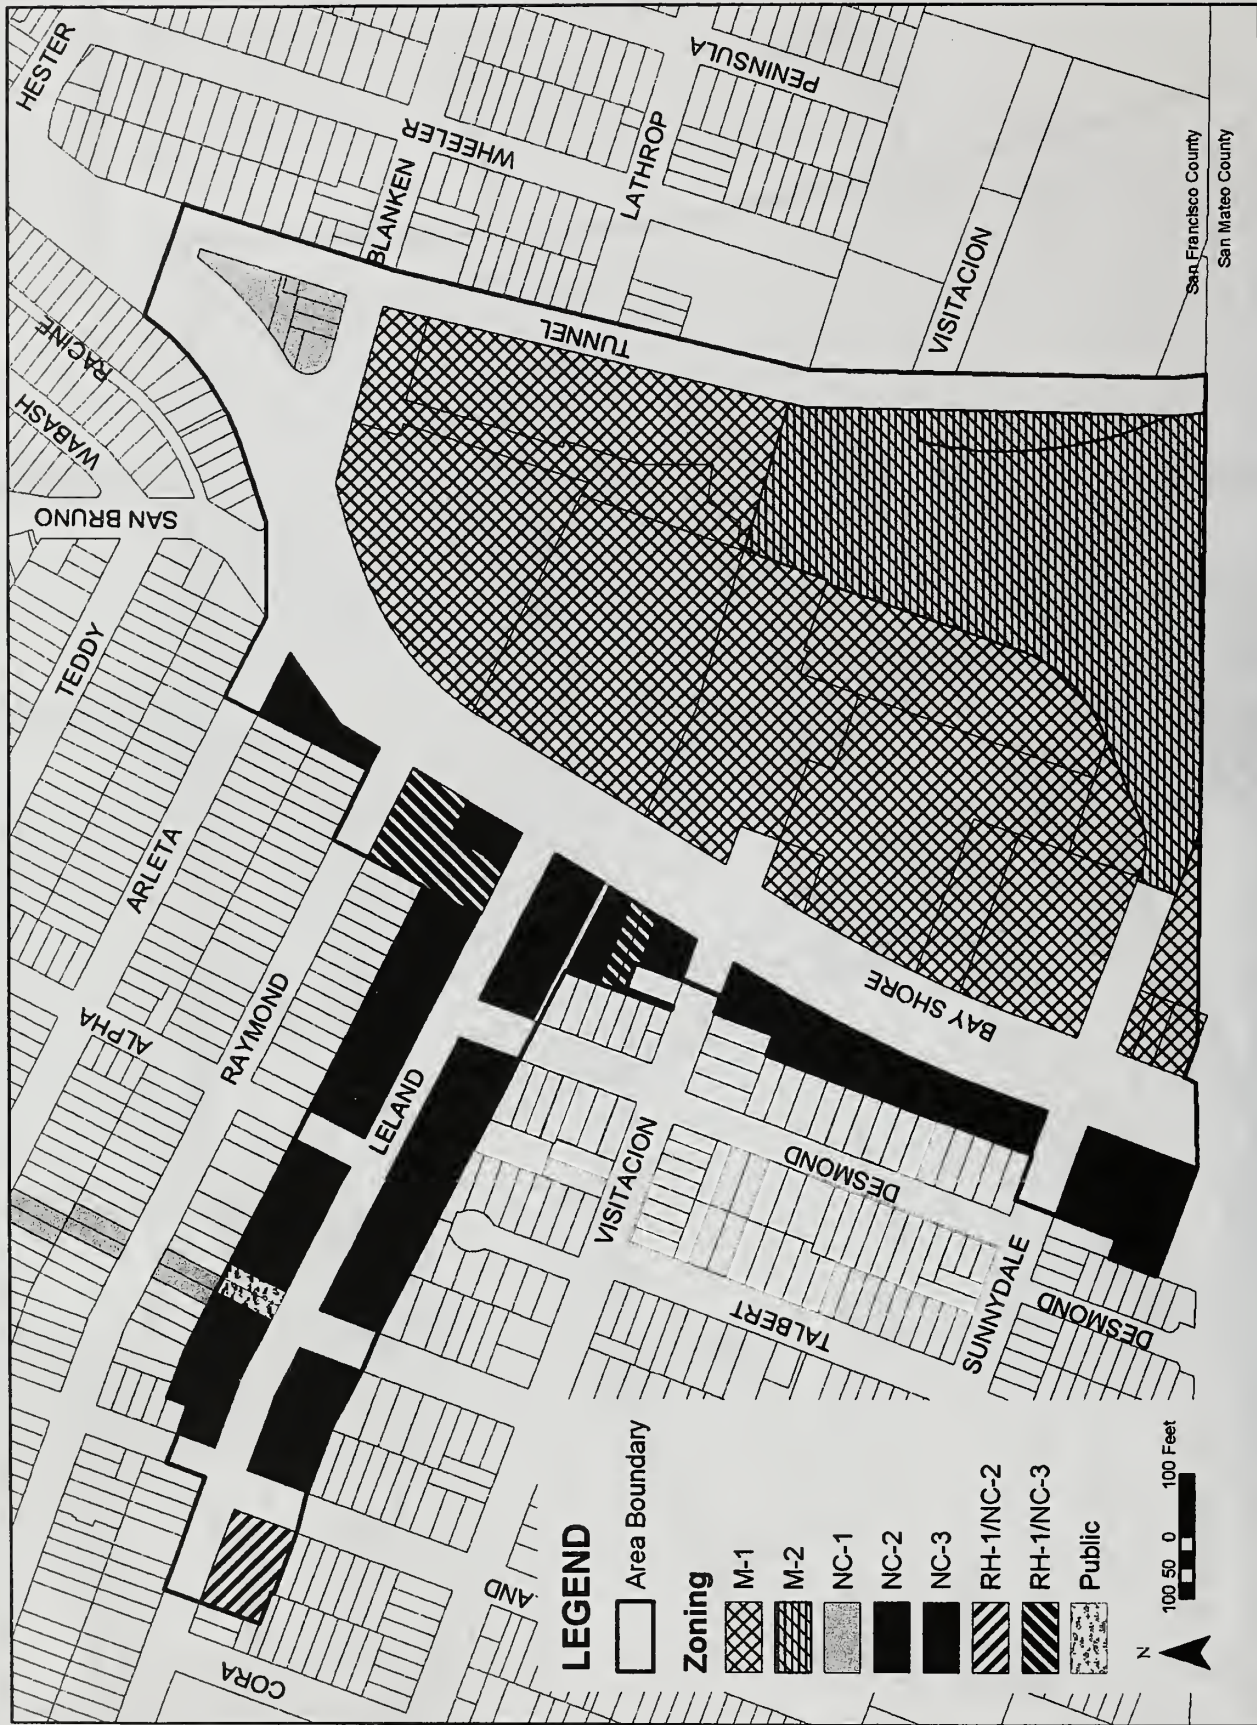 HESTER
PENINSULA
WHEELER
LATHROP
BLANKEN
RACINE
WABASH
SAN BRUNO
TEDDY
ARLETA
ALPHA
RAYMOND
LELAND
TUNNEL
VISITACION
San Francisco County
San Mateo County
BAY SHORE
VISITACION
DESMOND
TALBERT
SUNNYDALE
DESMOND
CORA
AND
LEGEND
Area Boundary
Zoning
M-1
M-2
NC-1
NC-2
NC-3
RH-1/NC-2
RH-1/NC-3
Public
N
100 50 0 100 Feet